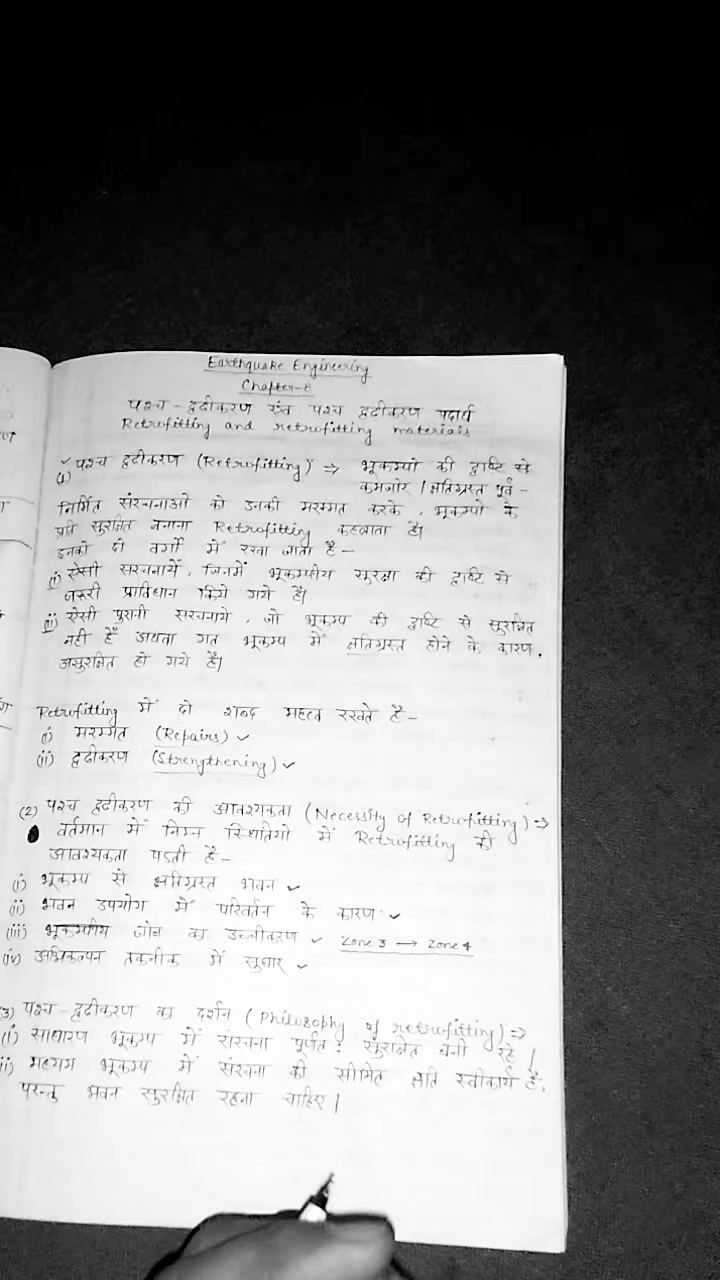 Earthquake Engineering
Chapter-8
पश्च-दृढीकरण एंव पश्च दृढीकरण पदार्थ
Retrofitting and retrofitting materials
(1) पश्च दृढीकरण (Retrofitting) ⇒ भूकम्पो की दृष्टि से
कमजोर / क्षतिग्रस्त पूर्व-
निर्मित संरचनाओ को उनकी मरम्मत करके, भूकम्पो के
प्रति सुरक्षित बनाना Retrofitting कहलाता है।
इनको दो वर्गो में रखा जाता है-
(i) ऐसी सरचनायें, जिनमें भूकम्पीय सुरक्षा की दृष्टि से
जरूरी प्राविधान किये गये हैं।
(ii) ऐसी पुरानी सरचनाये, जो भूकम्प की दृष्टि से सुरक्षित
नही हैं अथवा गत भूकम्प में क्षतिग्रस्त होने के कारण,
असुरक्षित हो गये है।
Retrofitting में दो शब्द महत्व रखते है-
(i) मरम्मत (Repairs) ✓
(ii) दृढीकरण (Strengthening) ✓
(2) पश्च दृढीकरण की आवश्यकता (Necessity of Retrofitting) ⇒
वर्तमान में निम्न स्थितियो में Retrofitting की
आवश्यकता पडती है-
(i) भूकम्प से क्षतिग्रस्त भवन ✓
(ii) भवन उपयोग में परिवर्तन के कारण ✓
(iii) भूकम्पीय जोन का उच्चीकरण ✓ Zone 3 → Zone 4
(iv) अभिकल्पन तकनीक में सुधार ✓
(3) पश्च-दृढीकरण का दर्शन (Philosophy of retrofitting) ⇒
(i) साधारण भूकम्प में संरचना पूर्णत: सुरक्षित बनी रहे।
(ii) मध्यम भूकम्प में संरचना की सीमित क्षति स्वीकार्य है,
परन्तु भवन सुरक्षित रहना चाहिए।